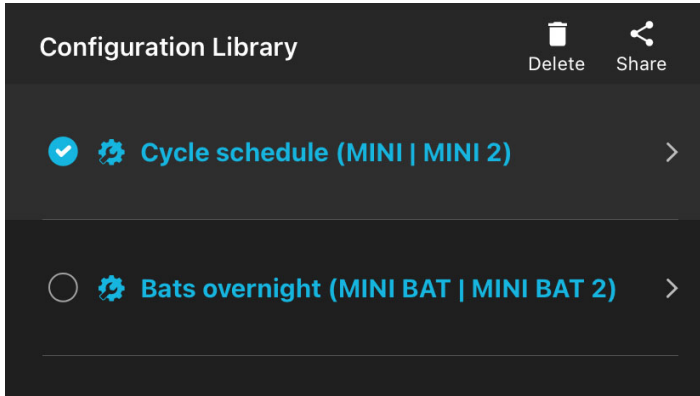 Configuration Library
Delete Share
Cycle schedule (MINI | MINI 2)
Bats overnight (MINI BAT | MINI BAT 2)